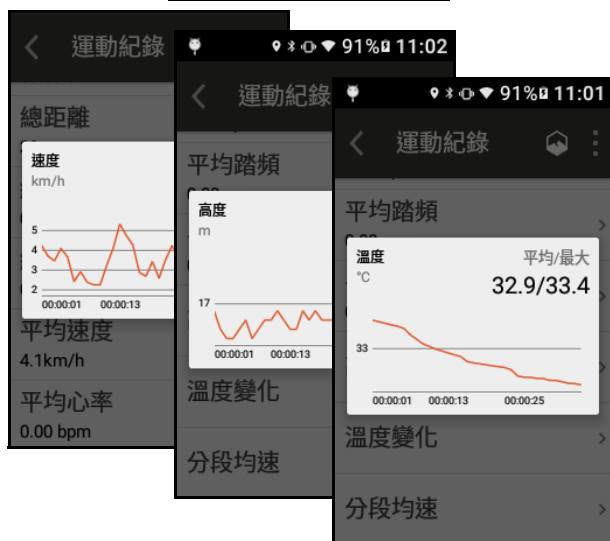 運動紀錄
總距離
速度
km/h
5
4
3
2
00:00:01 00:00:13
平均速度
4.1km/h
平均心率
0.00 bpm
91% 11:02
運動紀錄
平均踏頻
高度
m
17
00:00:01 00:00:13
溫度變化
分段均速
91% 11:01
運動紀錄
平均踏頻
溫度 平均/最大
°C 32.9/33.4
33
00:00:01 00:00:13 00:00:25
溫度變化
分段均速